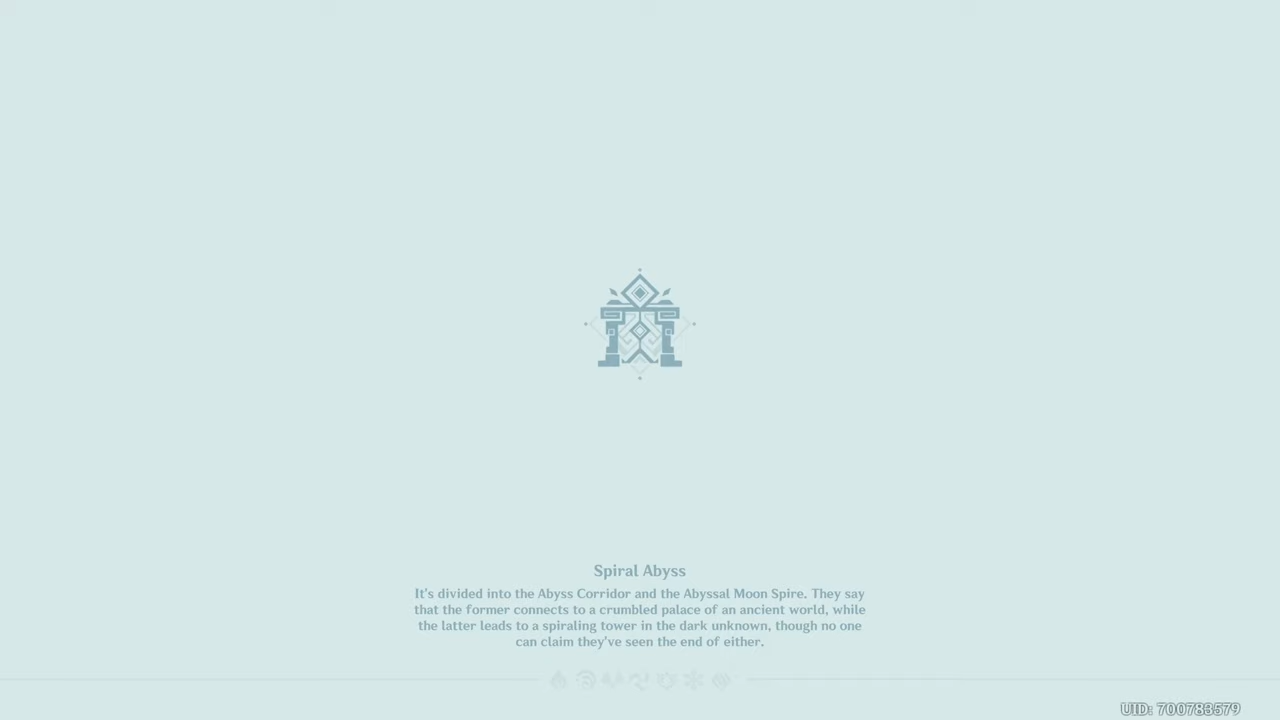 Spiral Abyss
It's divided into the Abyss Corridor and the Abyssal Moon Spire. They say
that the former connects to a crumbled palace of an ancient world, while
the latter leads to a spiraling tower in the dark unknown, though no one
can claim they've seen the end of either.
UID: 700783579